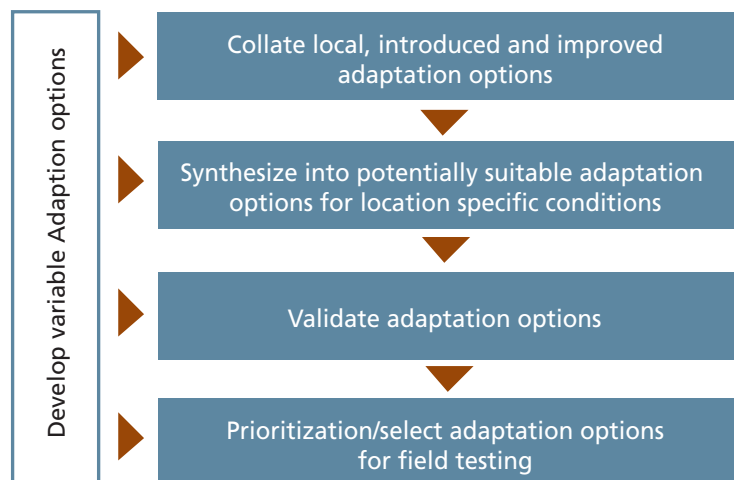 Develop variable Adaption options
Collate local, introduced and improved
adaptation options
Synthesize into potentially suitable adaptation
options for location specific conditions
Validate adaptation options
Prioritization/select adaptation options
for field testing